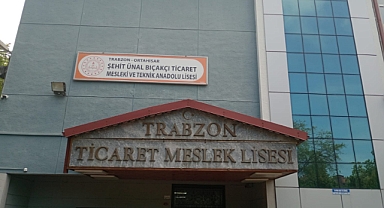 TRABZON - ORTAHİSAR
ŞEHİT ÜNAL BIÇAKÇI TİCARET
MESLEKİ VE TEKNİK ANADOLU LİSESİ
TRABZON
TİCARET MESLEK LİSESİ